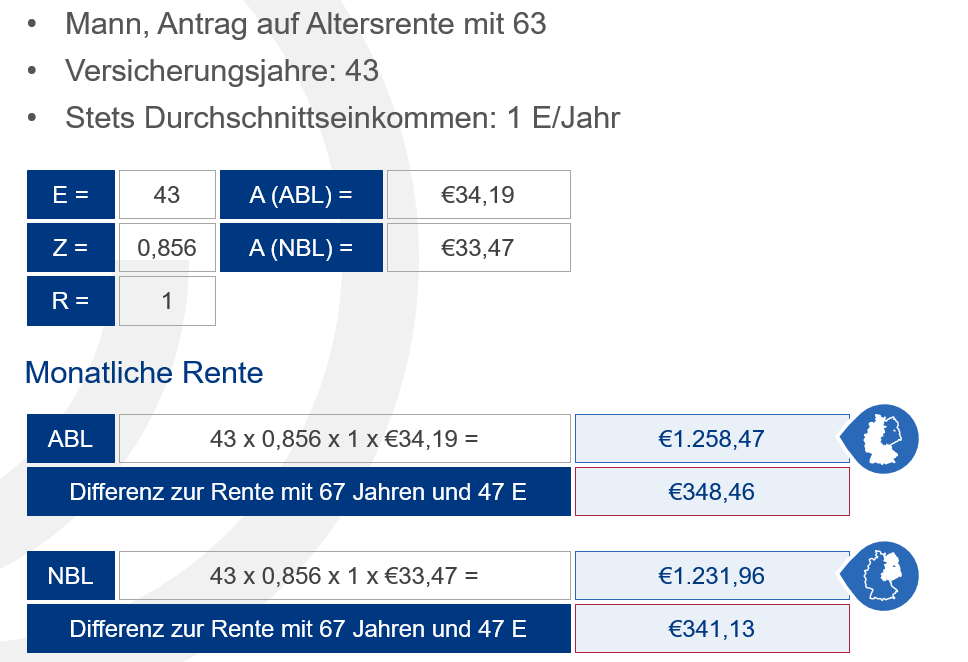 • Mann, Antrag auf Altersrente mit 63
• Versicherungsjahre: 43
• Stets Durchschnittseinkommen: 1 E/Jahr
E = 43 A (ABL) = €34,19
Z = 0,856 A (NBL) = €33,47
R = 1
Monatliche Rente
ABL 43 x 0,856 x 1 x €34,19 = €1.258,47
Differenz zur Rente mit 67 Jahren und 47 E €348,46
NBL 43 x 0,856 x 1 x €33,47 = €1.231,96
Differenz zur Rente mit 67 Jahren und 47 E €341,13